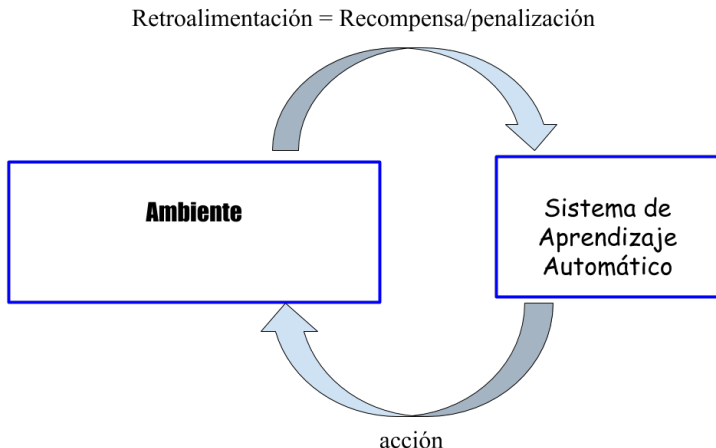 Retroalimentación = Recompensa/penalización
Ambiente
Sistema de
Aprendizaje
Automático
acción